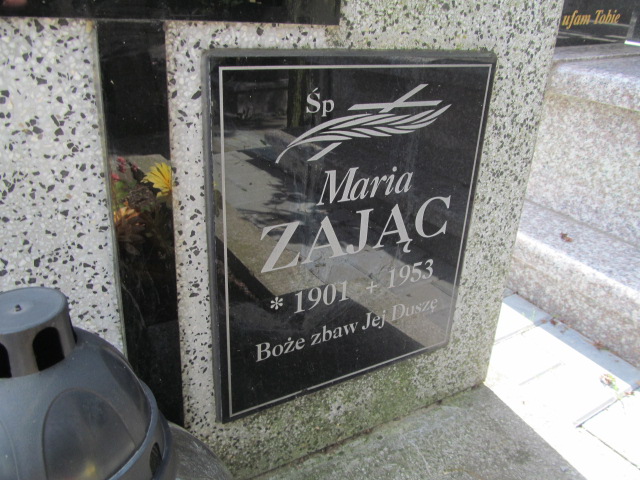 ufam Tobie
Śp
Maria
ZAJĄC
* 1901 + 1953
Boże zbaw Jej Duszę